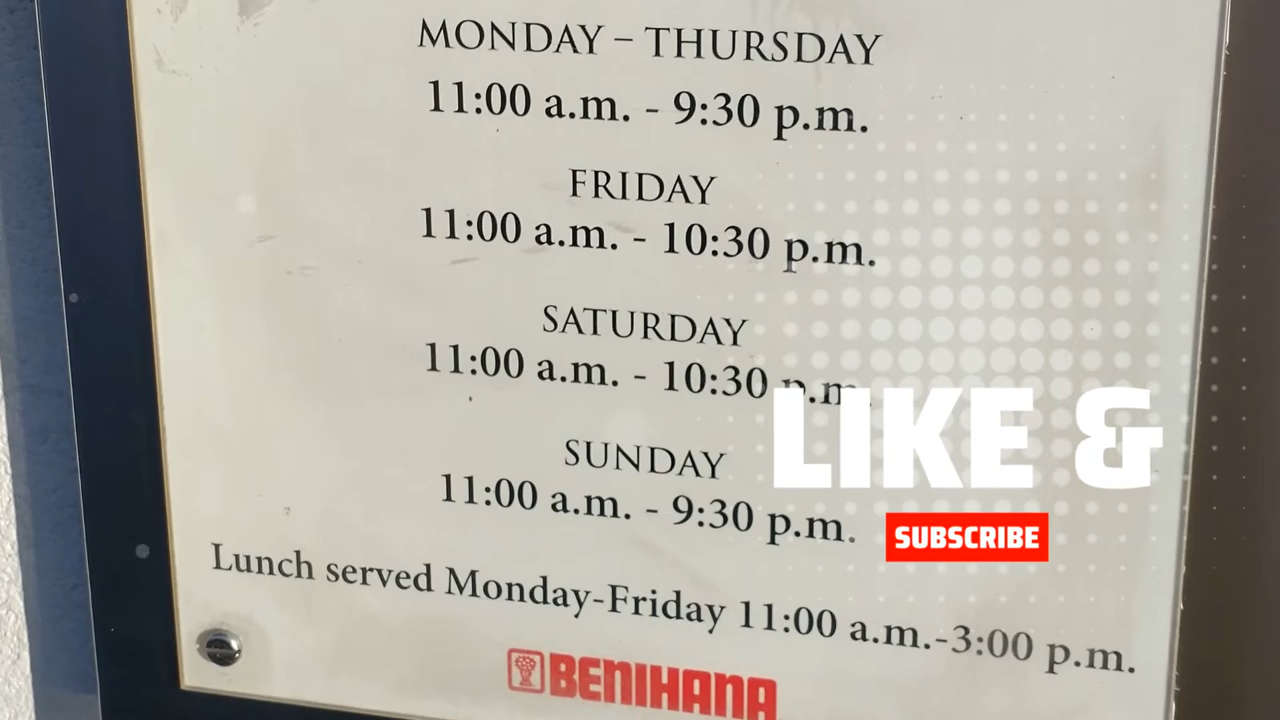 MONDAY – THURSDAY
11:00 a.m. - 9:30 p.m.
FRIDAY
11:00 a.m. - 10:30 p.m.
SATURDAY
11:00 a.m. - 10:30 p.m.
LIKE &
SUNDAY
11:00 a.m. - 9:30 p.m.
SUBSCRIBE
Lunch served Monday-Friday 11:00 a.m.-3:00 p.m.
BENIHANA